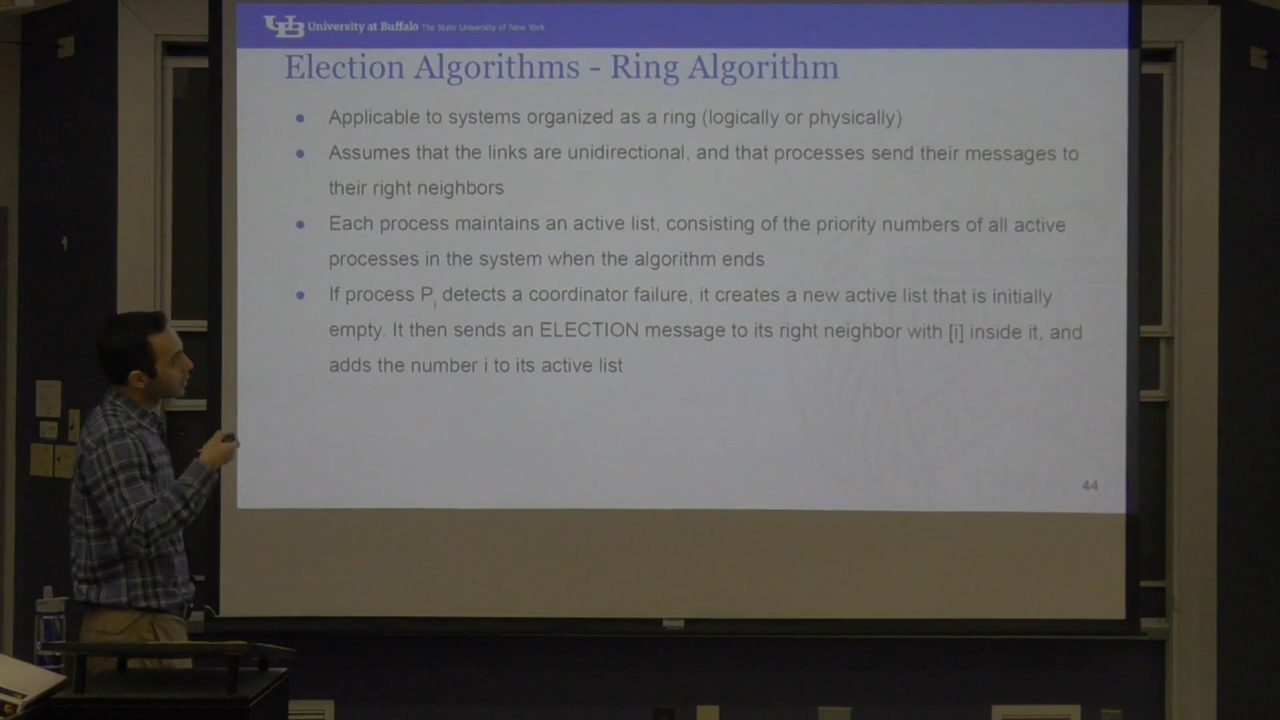 UB University at Buffalo The State University of New York
Election Algorithms - Ring Algorithm
● Applicable to systems organized as a ring (logically or physically)
● Assumes that the links are unidirectional, and that processes send their messages to
their right neighbors
● Each process maintains an active list, consisting of the priority numbers of all active
processes in the system when the algorithm ends
● If process Pi detects a coordinator failure, it creates a new active list that is initially
empty. It then sends an ELECTION message to its right neighbor with [i] inside it, and
adds the number i to its active list
44